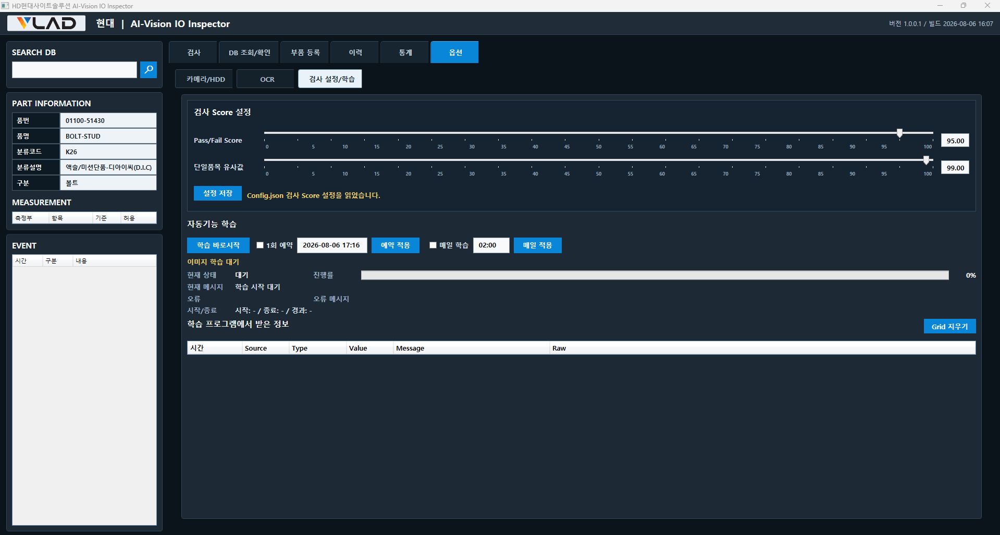 HD현대사이트솔루션 AI-Vision IO Inspector
VLAD 현대 | AI-Vision IO Inspector 버전 1.0.0.1 / 빌드 2026-08-06 16:07
SEARCH DB
PART INFORMATION
품번 01100-51430
품명 BOLT-STUD
분류코드 K26
분류설명 액슬/미션단품-디아이씨(D.I.C)
구분 볼트
MEASUREMENT
측정부 항목 기준 허용
EVENT
시간 구분 내용
검사 DB 조회/확인 부품 등록 이력 통계 옵션
카메라/HDD OCR 검사 설정/학습
검사 Score 설정
Pass/Fail Score 95.00
0 5 10 15 20 25 30 35 40 45 50 55 60 65 70 75 80 85 90 95 100
단일품목 유사값 99.00
0 5 10 15 20 25 30 35 40 45 50 55 60 65 70 75 80 85 90 95 100
설정 저장 Config.json 검사 Score 설정을 읽었습니다.
자동기능 학습
학습 바로시작 1회 예약 2026-08-06 17:16 예약 적용 매일 학습 02:00 매일 적용
이미지 학습 대기
현재 상태 대기 진행률 0%
현재 메시지 학습 시작 대기
오류 오류 메시지
시작/종료 시작: - / 종료: - / 경과: -
학습 프로그램에서 받은 정보 Grid 지우기
시간 Source Type Value Message Raw